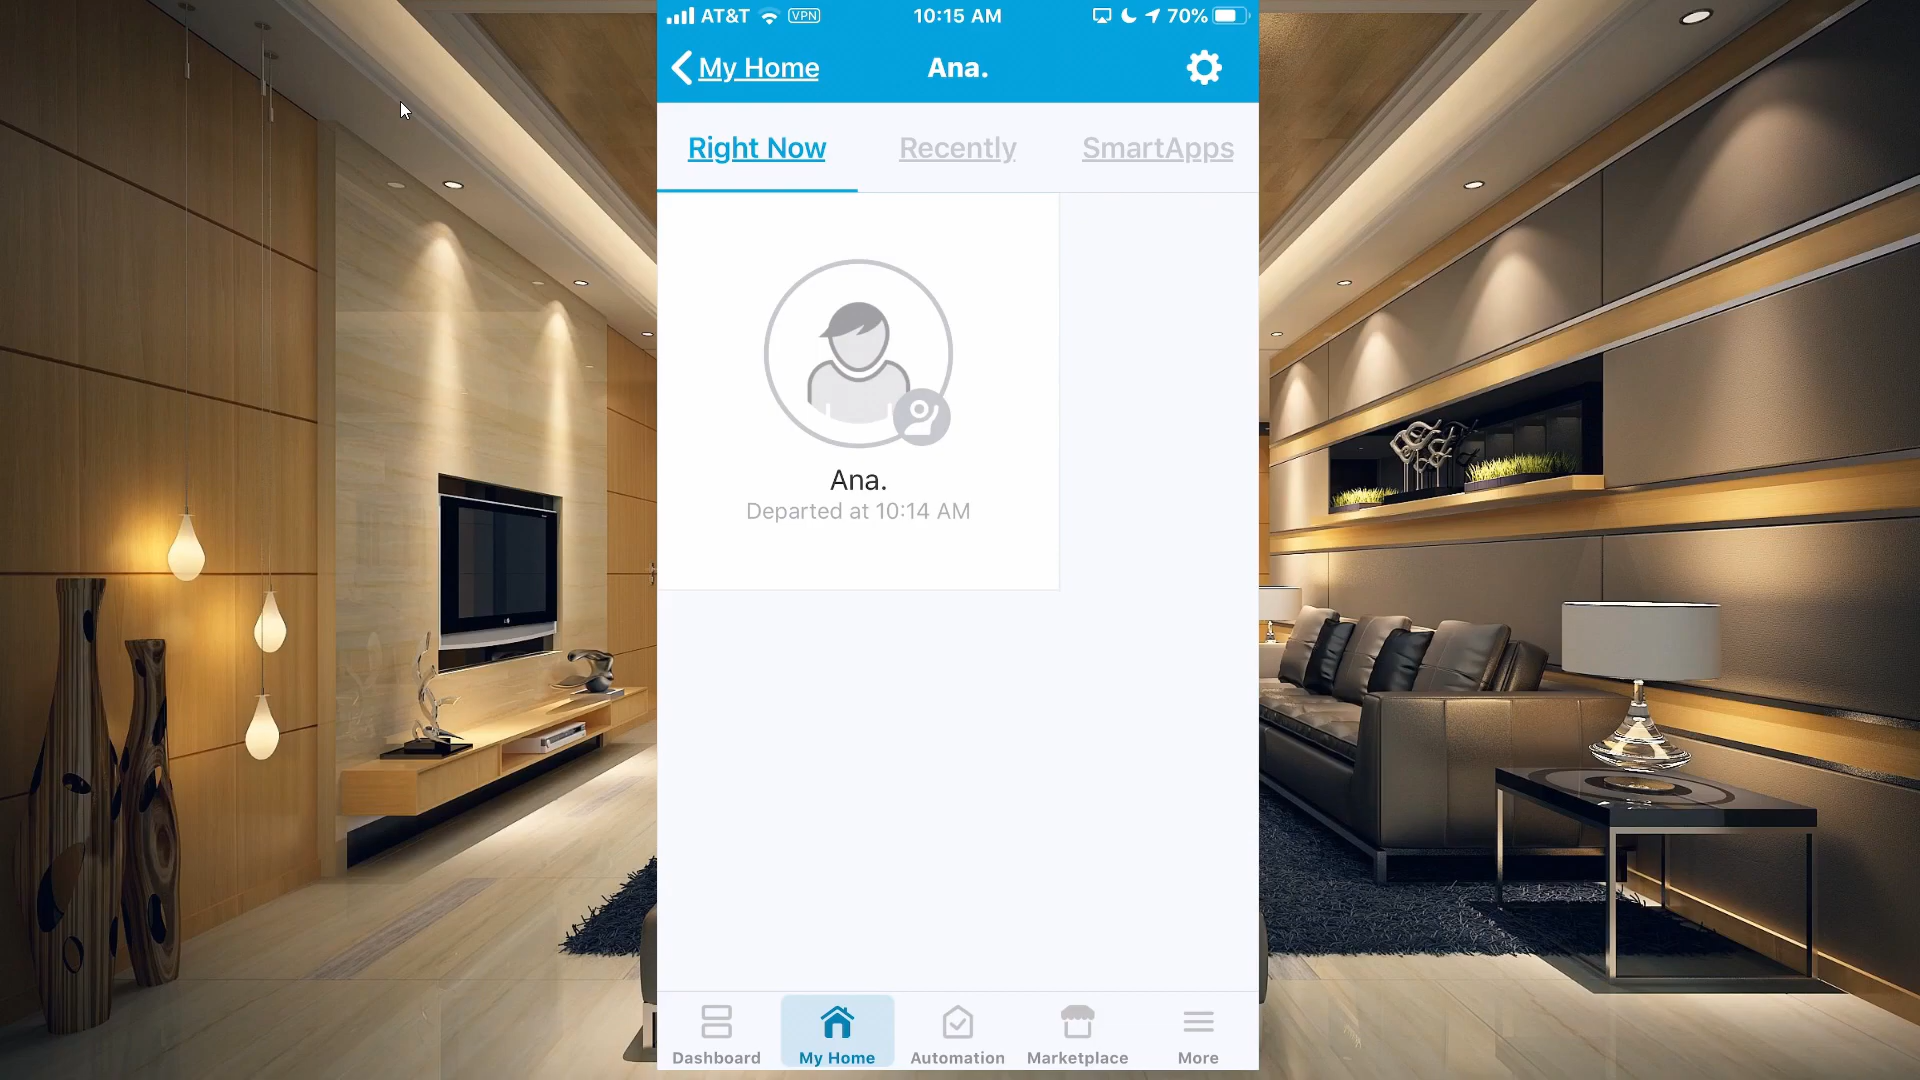 AT&T VPN 10:15 AM 70%
My Home Ana.
Right Now Recently SmartApps
Ana.
Departed at 10:14 AM
Dashboard My Home Automation Marketplace More